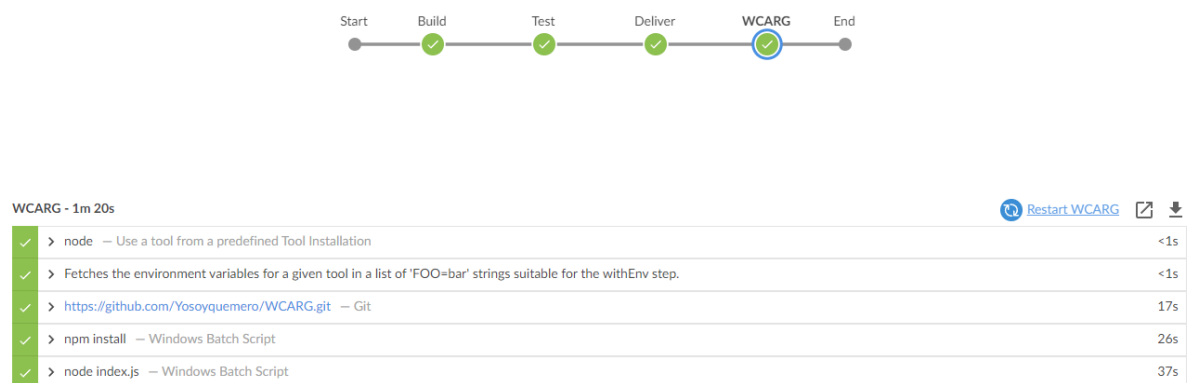 Start Build Test Deliver WCARG End
WCARG - 1m 20s Restart WCARG
node — Use a tool from a predefined Tool Installation <1s
Fetches the environment variables for a given tool in a list of 'FOO=bar' strings suitable for the withEnv step. <1s
https://github.com/Yosoyquemero/WCARG.git — Git 17s
npm install — Windows Batch Script 26s
node index.js — Windows Batch Script 37s